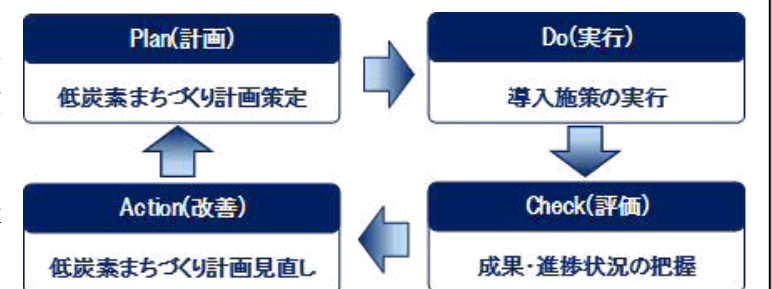 Plan(計画)
低炭素まちづくり計画策定
Do(実行)
導入施策の実行
Check(評価)
成果・進捗状況の把握
Action(改善)
低炭素まちづくり計画見直し